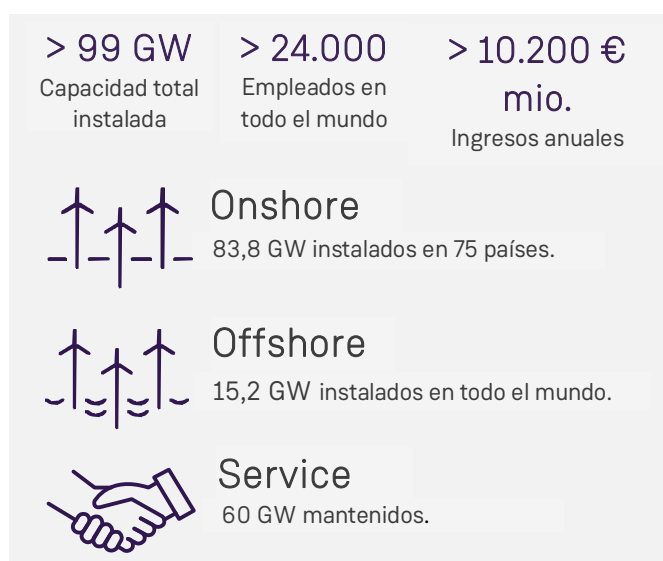 > 99 GW
Capacidad total
instalada
> 24.000
Empleados en
todo el mundo
> 10.200 €
mio.
Ingresos anuales
Onshore
83,8 GW instalados en 75 países.
Offshore
15,2 GW instalados en todo el mundo.
Service
60 GW mantenidos.